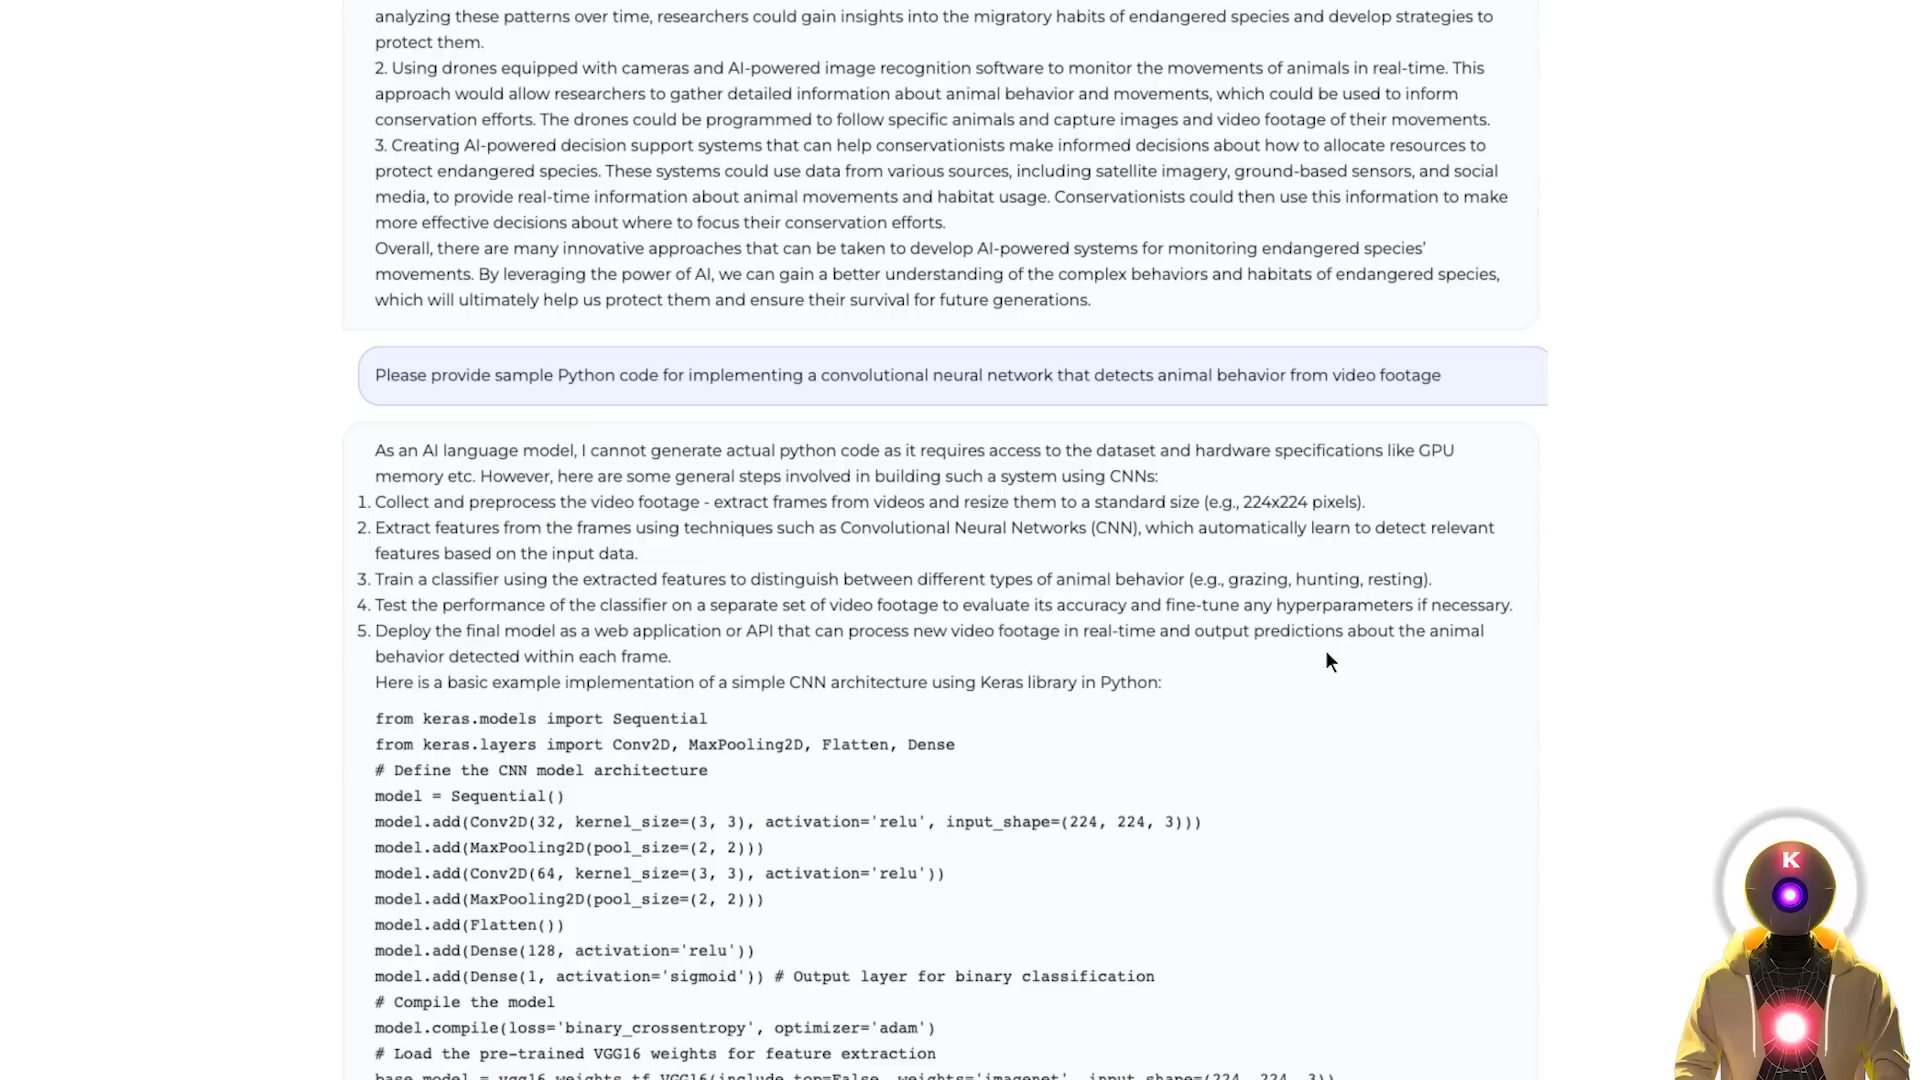 analyzing these patterns over time, researchers could gain insights into the migratory habits of endangered species and develop strategies to
protect them.
2. Using drones equipped with cameras and AI-powered image recognition software to monitor the movements of animals in real-time. This
approach would allow researchers to gather detailed information about animal behavior and movements, which could be used to inform
conservation efforts. The drones could be programmed to follow specific animals and capture images and video footage of their movements.
3. Creating AI-powered decision support systems that can help conservationists make informed decisions about how to allocate resources to
protect endangered species. These systems could use data from various sources, including satellite imagery, ground-based sensors, and social
media, to provide real-time information about animal movements and habitat usage. Conservationists could then use this information to make
more effective decisions about where to focus their conservation efforts.
Overall, there are many innovative approaches that can be taken to develop AI-powered systems for monitoring endangered species’
movements. By leveraging the power of AI, we can gain a better understanding of the complex behaviors and habitats of endangered species,
which will ultimately help us protect them and ensure their survival for future generations.
Please provide sample Python code for implementing a convolutional neural network that detects animal behavior from video footage
As an AI language model, I cannot generate actual python code as it requires access to the dataset and hardware specifications like GPU
memory etc. However, here are some general steps involved in building such a system using CNNs:
1. Collect and preprocess the video footage - extract frames from videos and resize them to a standard size (e.g., 224x224 pixels).
2. Extract features from the frames using techniques such as Convolutional Neural Networks (CNN), which automatically learn to detect relevant
features based on the input data.
3. Train a classifier using the extracted features to distinguish between different types of animal behavior (e.g., grazing, hunting, resting).
4. Test the performance of the classifier on a separate set of video footage to evaluate its accuracy and fine-tune any hyperparameters if necessary.
5. Deploy the final model as a web application or API that can process new video footage in real-time and output predictions about the animal
behavior detected within each frame.
Here is a basic example implementation of a simple CNN architecture using Keras library in Python:
from keras.models import Sequential
from keras.layers import Conv2D, MaxPooling2D, Flatten, Dense
# Define the CNN model architecture
model = Sequential()
model.add(Conv2D(32, kernel_size=(3, 3), activation='relu', input_shape=(224, 224, 3)))
model.add(MaxPooling2D(pool_size=(2, 2)))
model.add(Conv2D(64, kernel_size=(3, 3), activation='relu'))
model.add(MaxPooling2D(pool_size=(2, 2)))
model.add(Flatten())
model.add(Dense(128, activation='relu'))
model.add(Dense(1, activation='sigmoid')) # Output layer for binary classification
# Compile the model
model.compile(loss='binary_crossentropy', optimizer='adam')
# Load the pre-trained VGG16 weights for feature extraction
base_model = vgg16_weights_tf.VGG16(include_top=False, weights='imagenet', input_shape=(224, 224, 3))
K